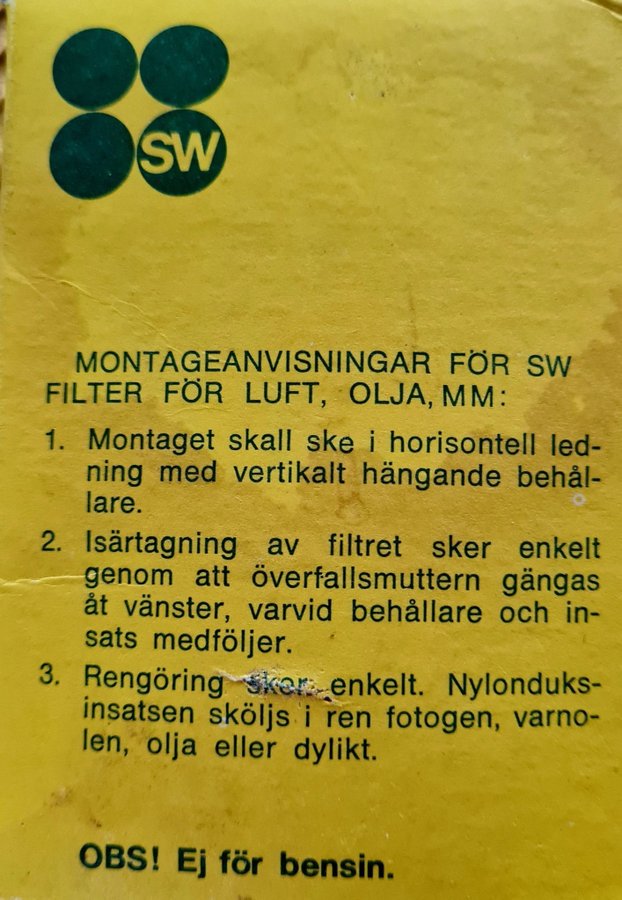 SW
MONTAGEANVISNINGAR FÖR SW
FILTER FÖR LUFT, OLJA, MM:
1. Montaget skall ske i horisontell led-
ning med vertikalt hängande behål-
lare.
2. Isärtagning av filtret sker enkelt
genom att överfallsmuttern gängas
åt vänster, varvid behållare och in-
sats medföljer.
3. Rengöring sker enkelt. Nylonduks-
insatsen sköljs i ren fotogen, varno-
len, olja eller dylikt.
OBS! Ej för bensin.